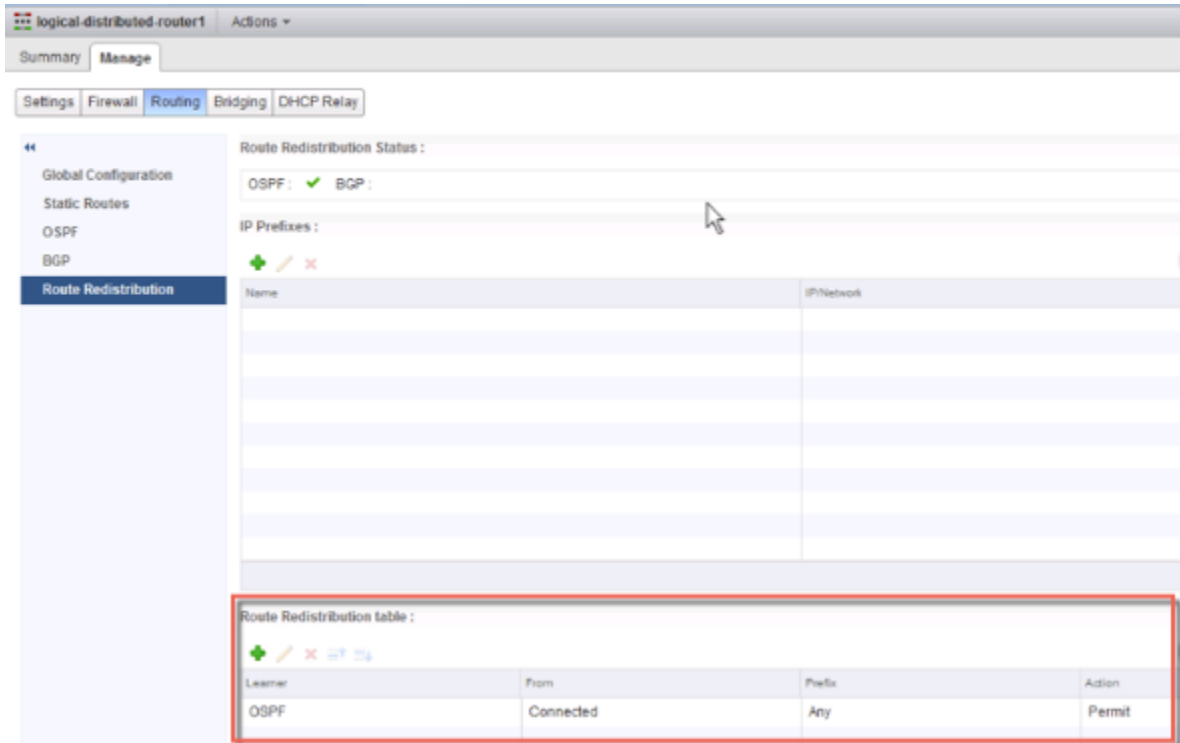 logical-distributed-router1 Actions
Summary Manage
Settings Firewall Routing Bridging DHCP Relay
Route Redistribution Status :
Global Configuration
OSPF : BGP :
Static Routes
OSPF
IP Prefixes :
BGP
Route Redistribution
Name IP/Network
Route Redistribution table :
Learner From Prefix Action
OSPF Connected Any Permit